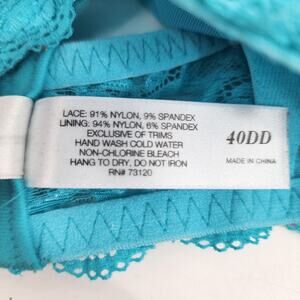 LACE: 91% NYLON, 9% SPANDEX
LINING: 94% NYLON, 6% SPANDEX
EXCLUSIVE OF TRIMS
HAND WASH COLD WATER
NON-CHLORINE BLEACH
HANG TO DRY, DO NOT IRON
RN# 73120
40DD
MADE IN CHINA